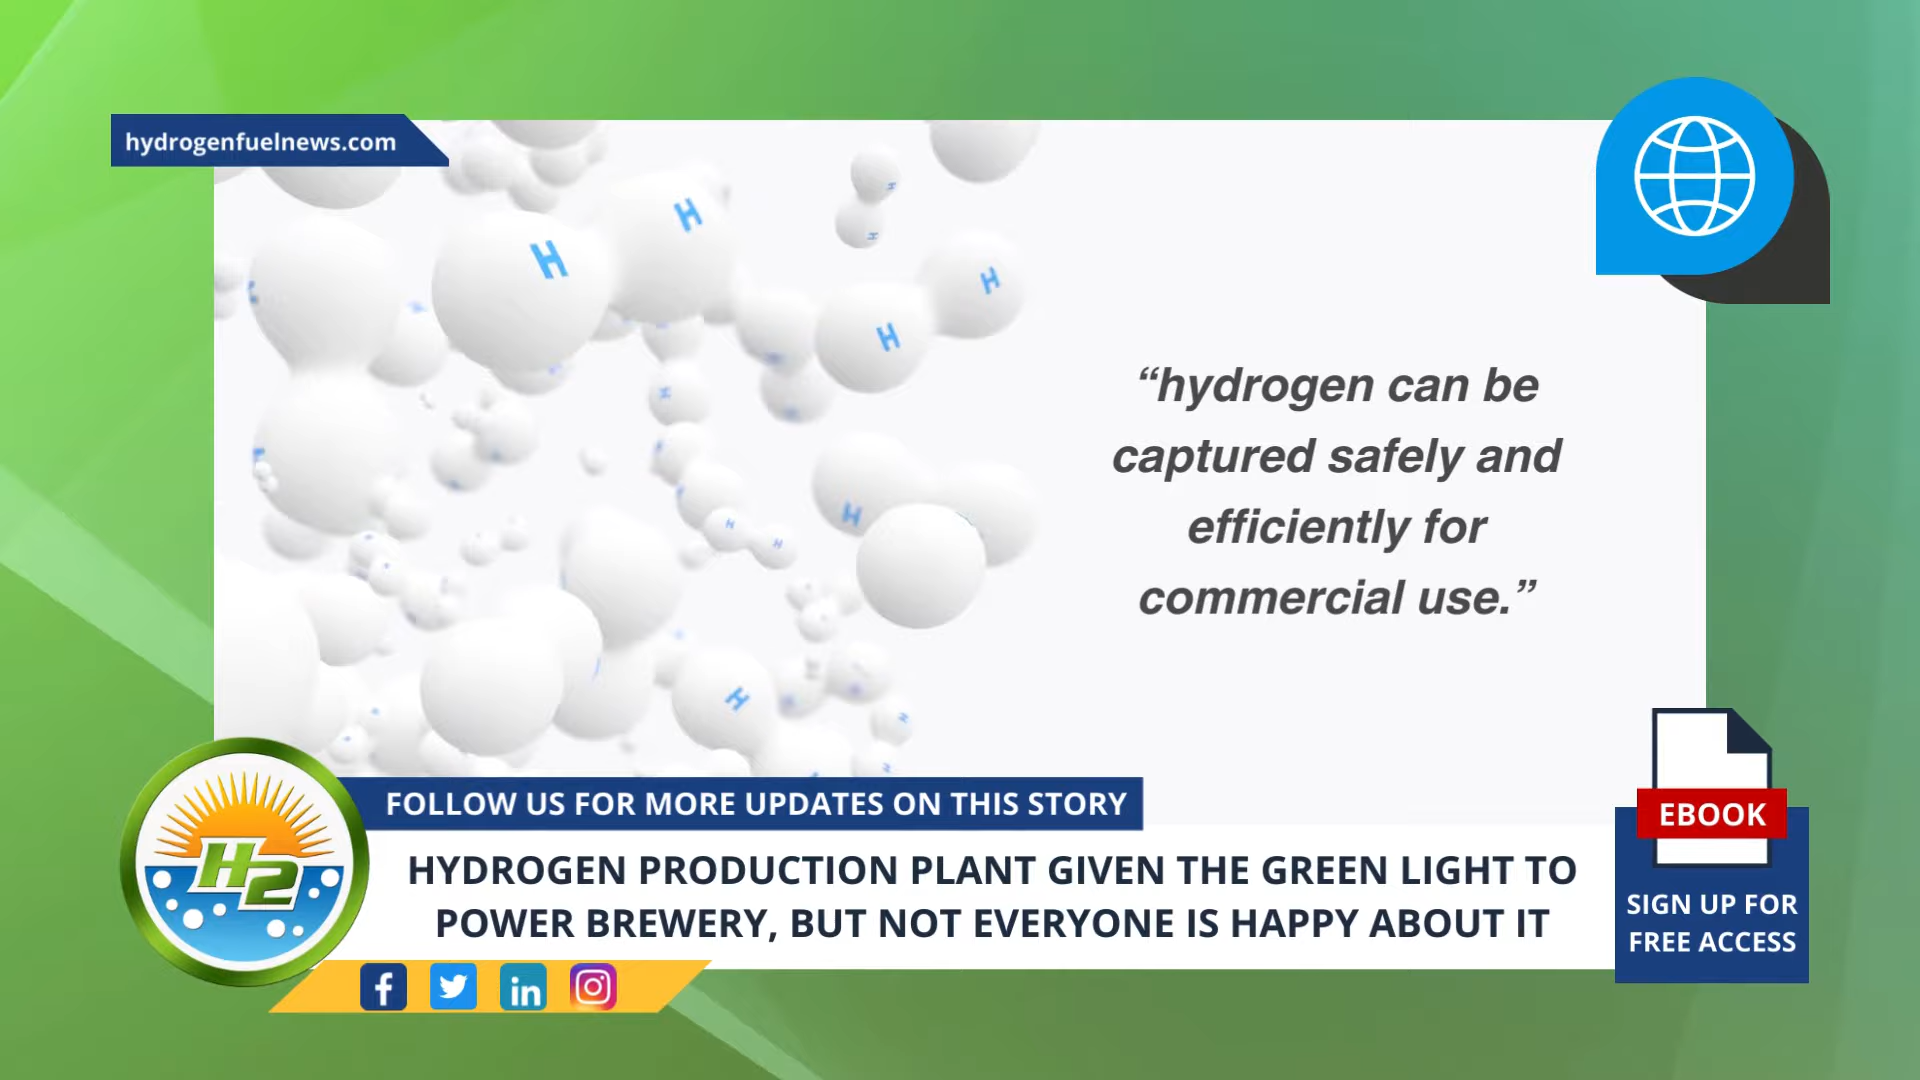 hydrogenfuelnews.com
H
H
H
H
H
H
H
H
H
H
H
H
H
“hydrogen can be
captured safely and
efficiently for
commercial use.”
FOLLOW US FOR MORE UPDATES ON THIS STORY
HYDROGEN PRODUCTION PLANT GIVEN THE GREEN LIGHT TO
POWER BREWERY, BUT NOT EVERYONE IS HAPPY ABOUT IT
H2
f
in
EBOOK
SIGN UP FOR
FREE ACCESS